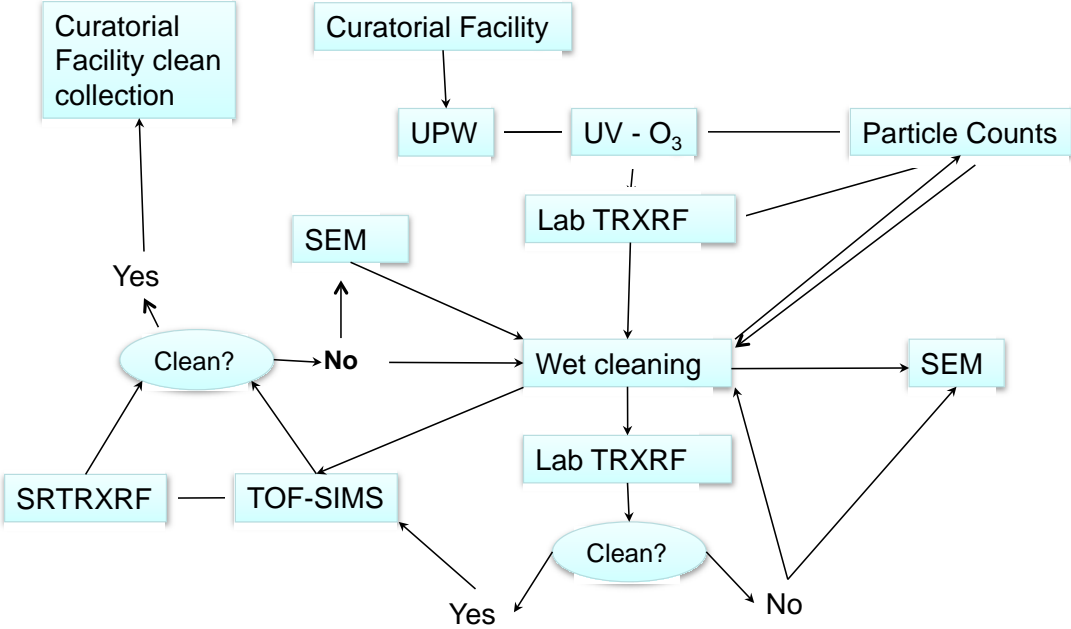 Curatorial
Facility clean
collection
Curatorial Facility
UPW
UV - O₃
Particle Counts
Lab TRXRF
SEM
Yes
Clean?
No
Wet cleaning
SEM
Lab TRXRF
SRTRXRF
TOF-SIMS
Clean?
Yes
No